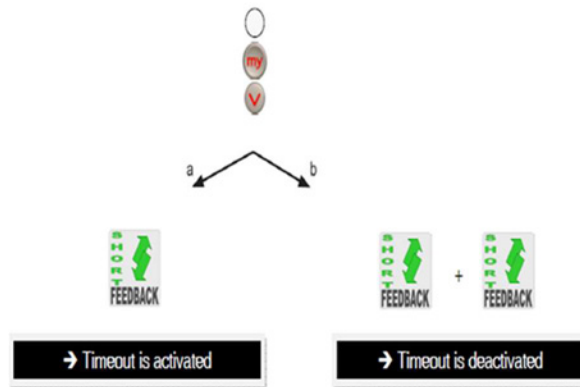 my
V
a b
SHORT
FEEDBACK
SHORT
FEEDBACK
+
SHORT
FEEDBACK
→ Timeout is activated
→ Timeout is deactivated